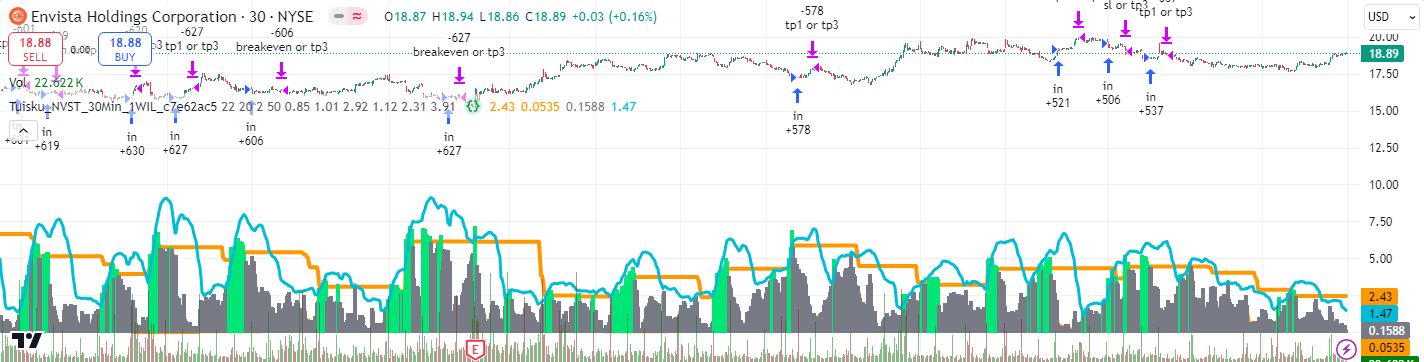 Envista Holdings Corporation · 30 · NYSE O18.87 H18.94 L18.86 C18.89 +0.03 (+0.16%)
USD
-601
-630
-627
tp1 or tp3
-606
breakeven or tp3
-627
breakeven or tp3
-578
tp1 or tp3
sl or tp3
tp1 or tp3
18.88
SELL
0.00
18.88
BUY
Vol 22.622 K
Tuisku_NVST_30Min_1WIL_c7e62ac5 22 20 2 50 0.85 1.01 2.92 1.12 2.31 3.91 2.43 0.0535 0.1588 1.47
in
+601
in
+619
in
+630
in
+627
in
+606
in
+627
in
+578
in
+521
in
+506
in
+537
20.00
18.89
17.50
15.00
12.50
10.00
7.50
5.00
2.43
1.47
0.1588
0.0535
E